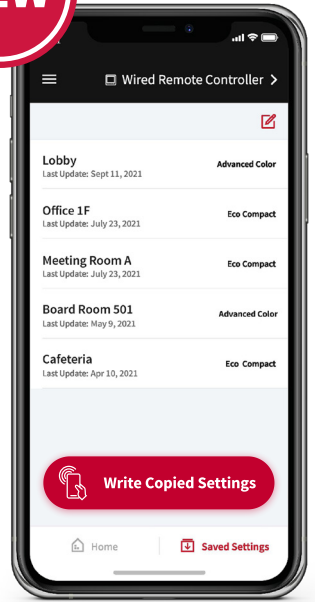 EW
Wired Remote Controller
Lobby
Advanced Color
Last Update: Sept 11, 2021
Office 1F
Eco Compact
Last Update: July 23, 2021
Meeting Room A
Eco Compact
Last Update: July 23, 2021
Board Room 501
Advanced Color
Last Update: May 9, 2021
Cafeteria
Eco Compact
Last Update: Apr 10, 2021
Write Copied Settings
Home
Saved Settings